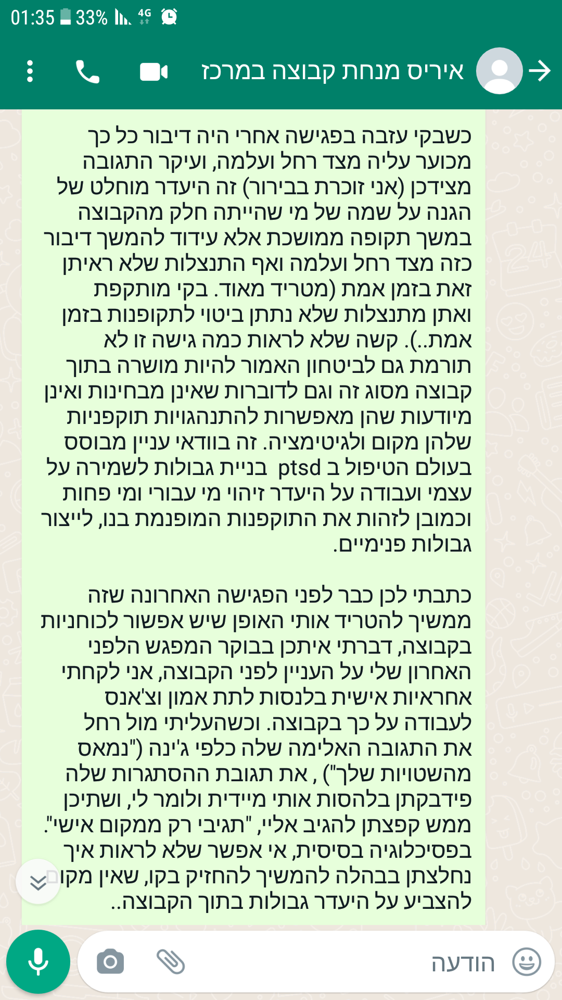 01:35 33% 4G
איריס מנחת קבוצה במרכז
כשבקי עזבה בפגישה אחרי היה דיבור כל כך
מכוער עליה מצד רחל ועלמה, ועיקר התגובה
מצידכן (אני זוכרת בבירור) זה היעדר מוחלט של
הגנה על שמה של מי שהייתה חלק מהקבוצה
במשך תקופה ממושכת אלא עידוד להמשך דיבור
כזה מצד רחל ועלמה ואף התנצלות שלא ראיתן
זאת בזמן אמת (מטריד מאוד. בקי מותקפת
ואתן מתנצלות שלא נתתן ביטוי לתקופנות בזמן
אמת..). קשה שלא לראות כמה גישה זו לא
תורמת גם לביטחון האמור להיות מושרה בתוך
קבוצה מסוג זה וגם לדוברות שאינן מבחינות ואינן
מיודעות שהן מאפשרות להתנהגויות תוקפניות
שלהן מקום ולגיטימציה. זה בוודאי עניין מבוסס
בעולם הטיפול ב ptsd  בניית גבולות לשמירה על
עצמי ועבודה על היעדר זיהוי מי עבורי ומי פחות
וכמובן לזהות את התוקפנות המופנמת בנו, לייצור
גבולות פנימיים.
כתבתי לכן כבר לפני הפגישה האחרונה שזה
ממשיך להטריד אותי האופן שיש אפשור לכוחניות
בקבוצה, דברתי איתכן בבוקר המפגש הלפני
האחרון שלי על העניין לפני הקבוצה, אני לקחתי
אחראיות אישית בלנסות לתת אמון וצ'אנס
לעבודה על כך בקבוצה. וכשהעליתי מול רחל
את התגובה האלימה שלה כלפי ג'ינה ("נמאס
מהשטויות שלך") , את תגובת ההסתגרות שלה
פידבקתן בלהסות אותי מיידית ולומר לי, ושתיכן
ממש קפצתן להגיב אליי, "תגיבי רק ממקום אישי".
בפסיכלוגיה בסיסית, אי אפשר שלא לראות איך
נחלצתן בבהלה להמשיך להחזיק בקו, שאין מקום
להצביע על היעדר גבולות בתוך הקבוצה..
הודעה